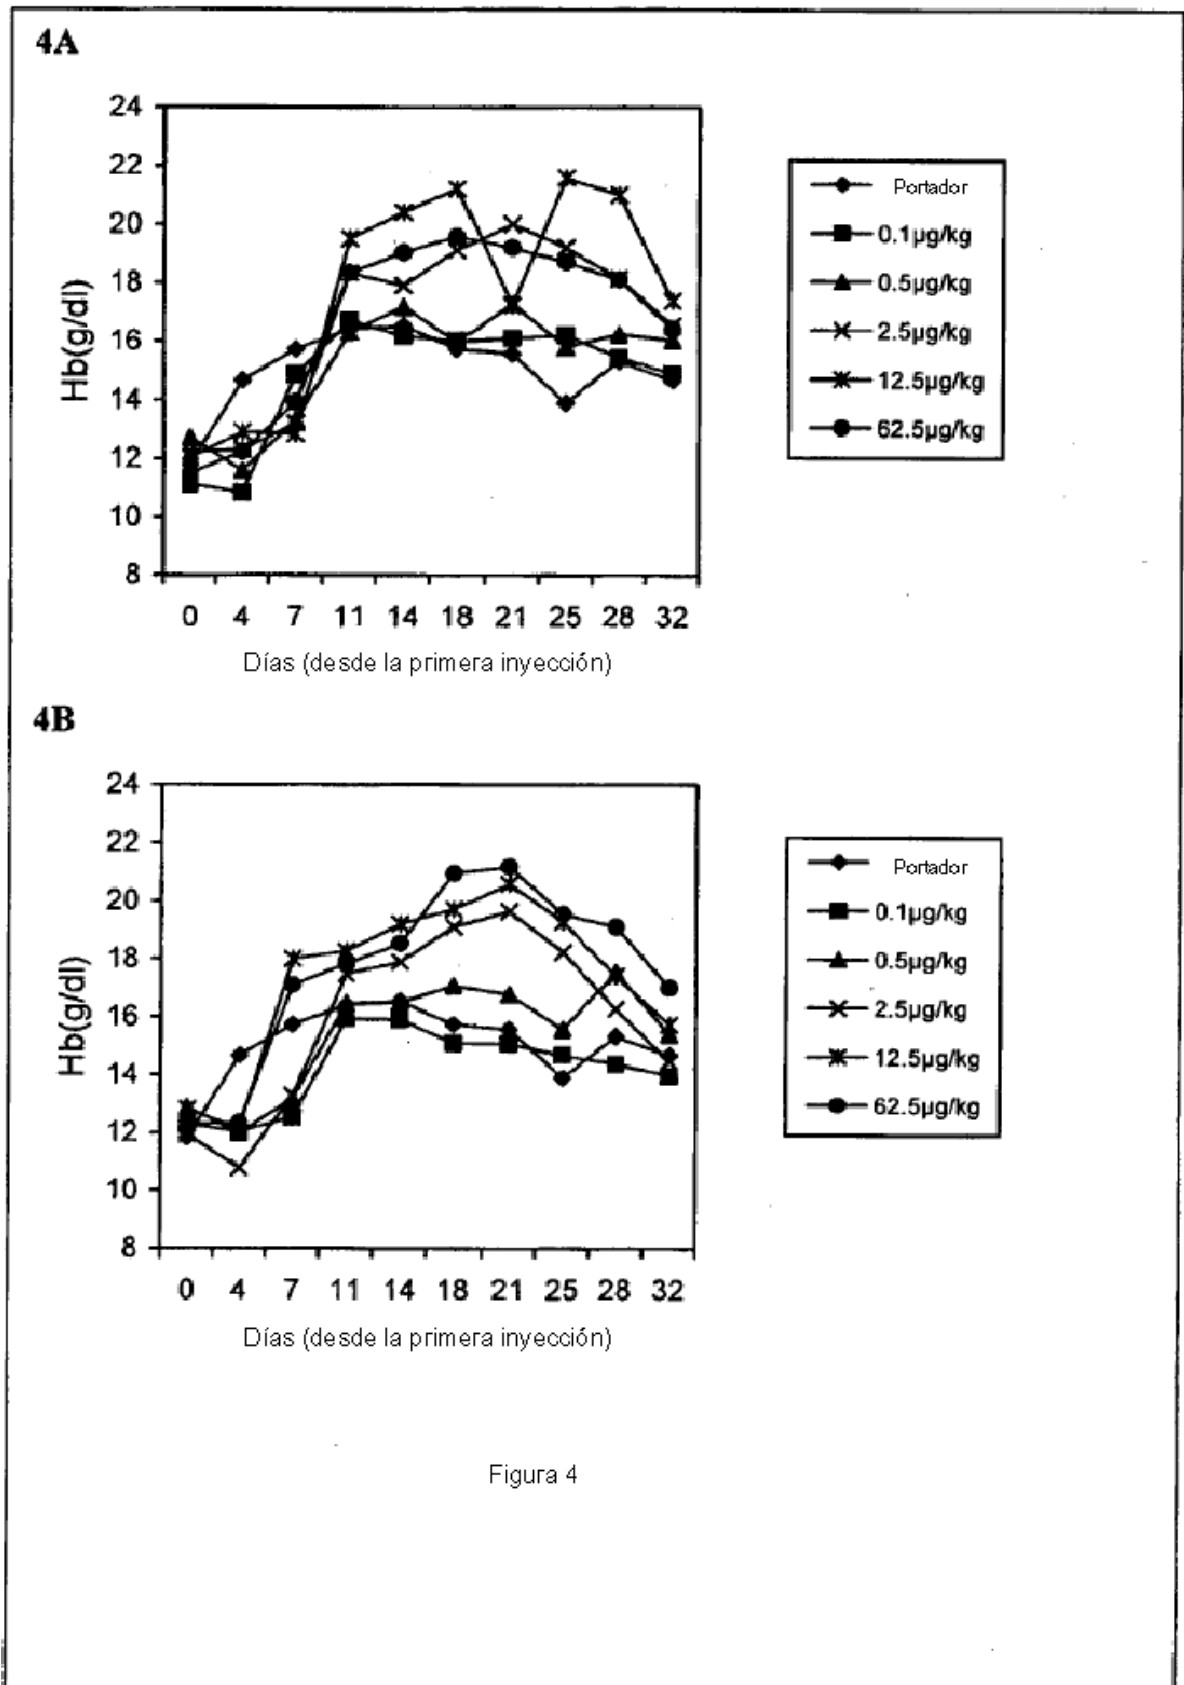 4A
24
22
20
18
16
14
12
10
8
Hb(g/dl)
0 4 7 11 14 18 21 25 28 32
Días (desde la primera inyección)
Portador
0.1µg/kg
0.5µg/kg
2.5µg/kg
12.5µg/kg
62.5µg/kg
4B
24
22
20
18
16
14
12
10
8
Hb(g/dl)
0 4 7 11 14 18 21 25 28 32
Días (desde la primera inyección)
Portador
0.1µg/kg
0.5µg/kg
2.5µg/kg
12.5µg/kg
62.5µg/kg
Figura 4